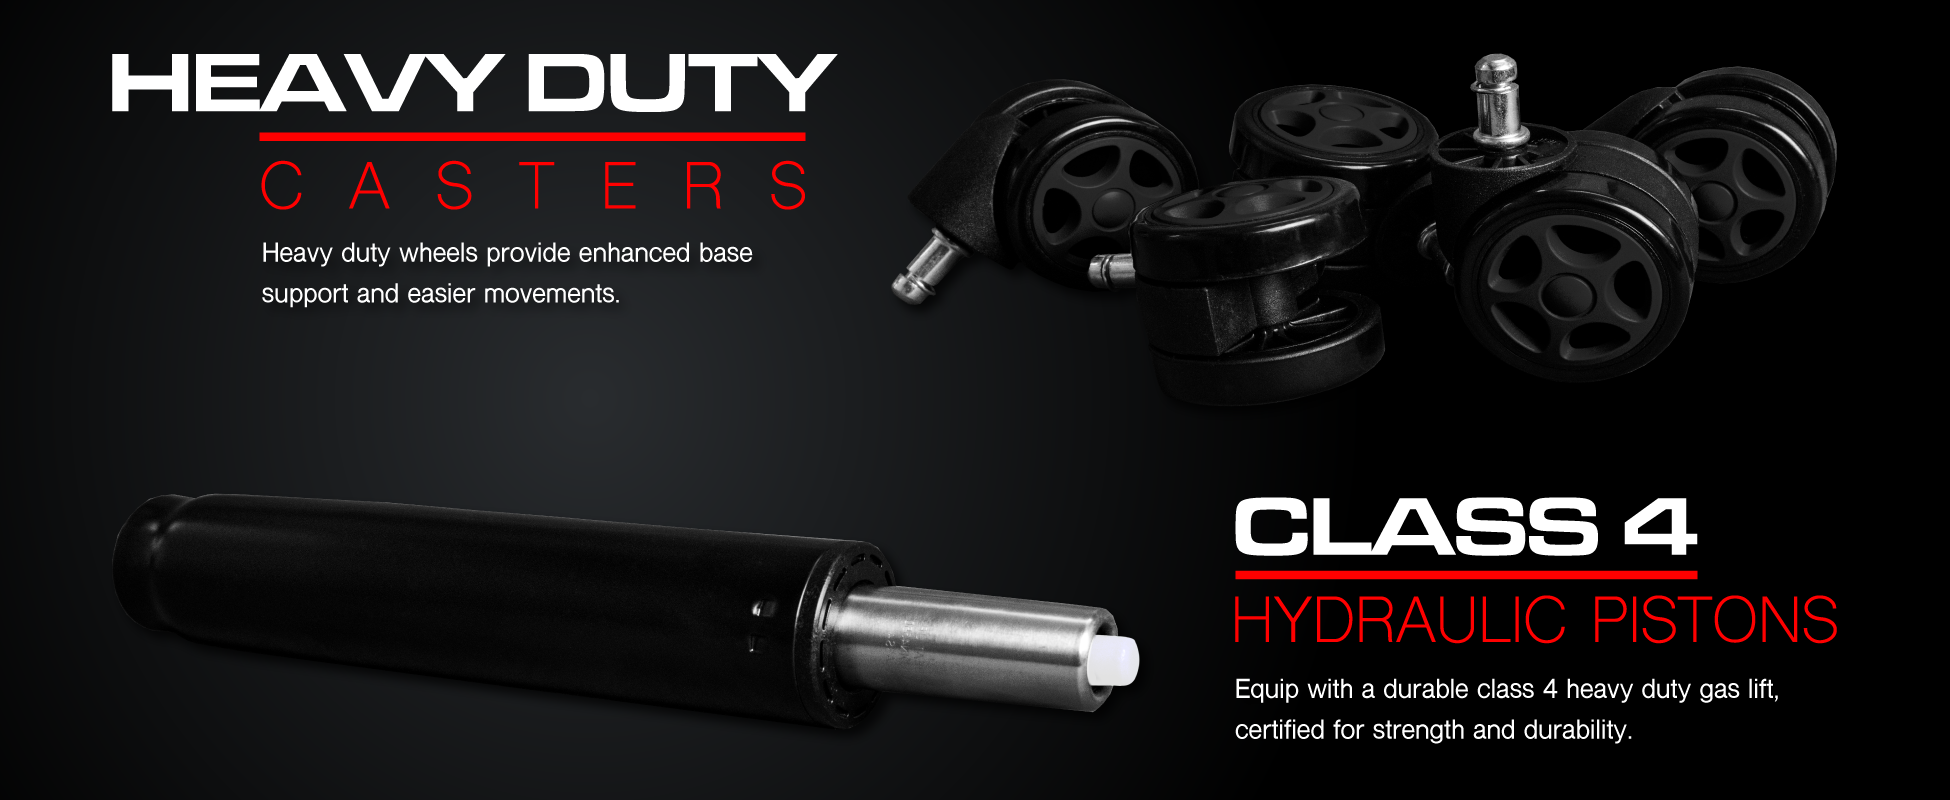 HEAVY DUTY
CASTERS
Heavy duty wheels provide enhanced base
support and easier movements.
CLASS 4
HYDRAULIC PISTONS
Equip with a durable class 4 heavy duty gas lift,
certified for strength and durability.